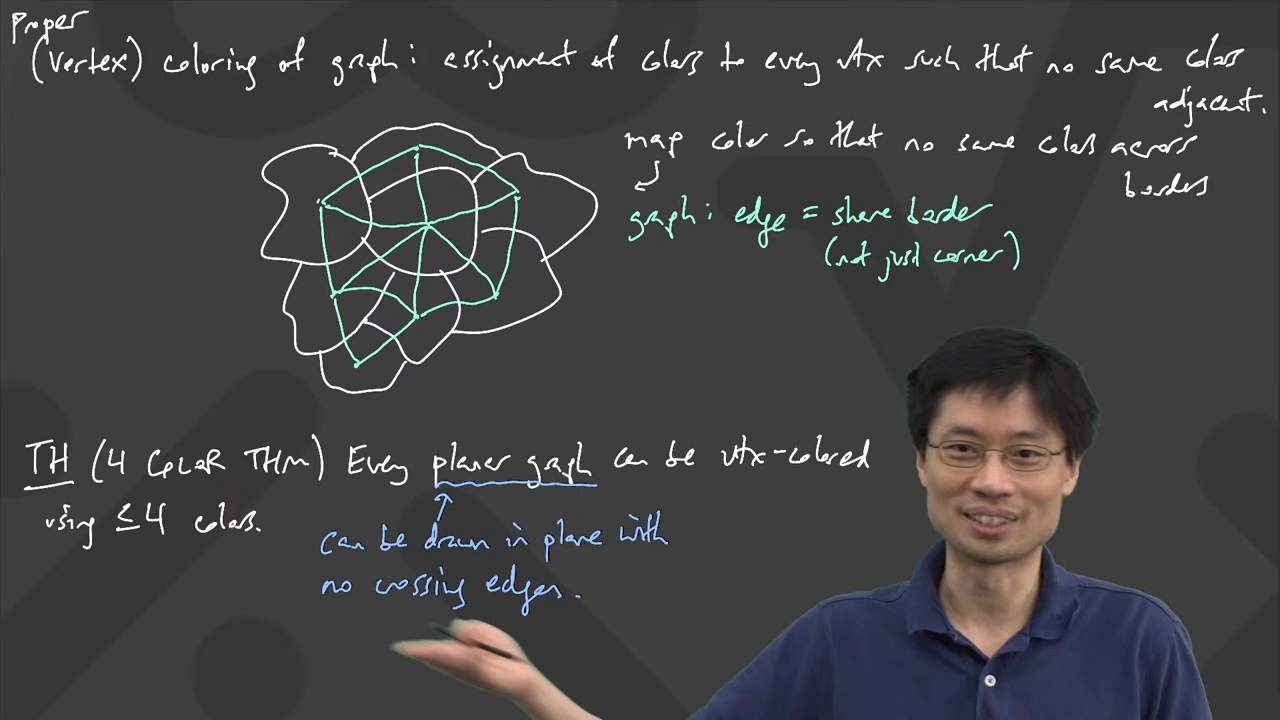 Proper
(vertex) coloring of graph: assignment of colors to every vtx such that no same colors
adjacent.
map color so that no same colors across
borders
graph: edge = share border
(not just corner)
TH (4 COLOR THM) Every planar graph can be vtx-colored
using ≤4 colors.
can be drawn in plane with
no crossing edges.